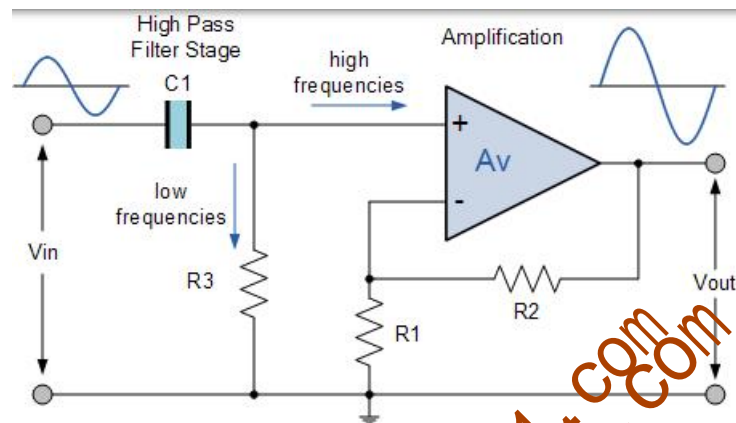 High Pass
Filter Stage
C1
high
frequencies
Amplification
+
Av
-
low
frequencies
Vin
R3
R2
R1
Vout
.com
.com